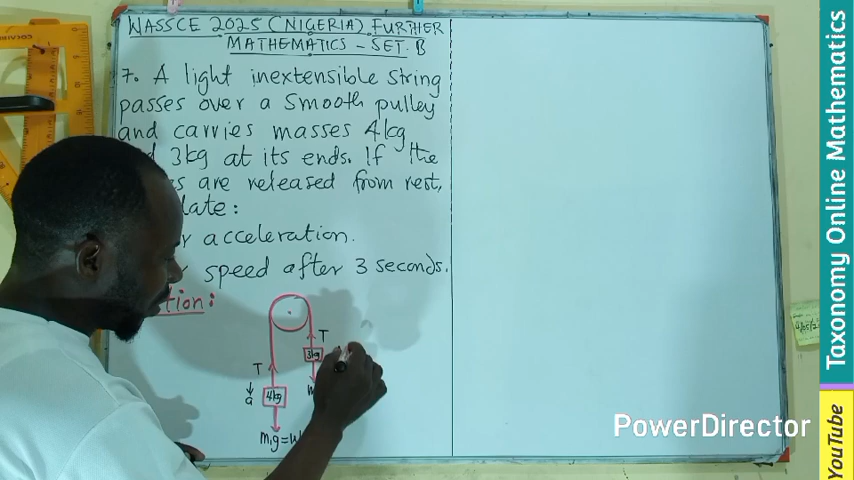 WASSCE 2025 (NIGERIA) FURTHER
MATHEMATICS - SET. B
7. A light inextensible string
passes over a smooth pulley
and carries masses 4kg
3kg at its ends. If the
are released from rest,
acceleration.
speed after 3 seconds.
T
3kg
T
a
4kg
m₁g=W
Taxonomy Online Mathematics
YouTube
PowerDirector